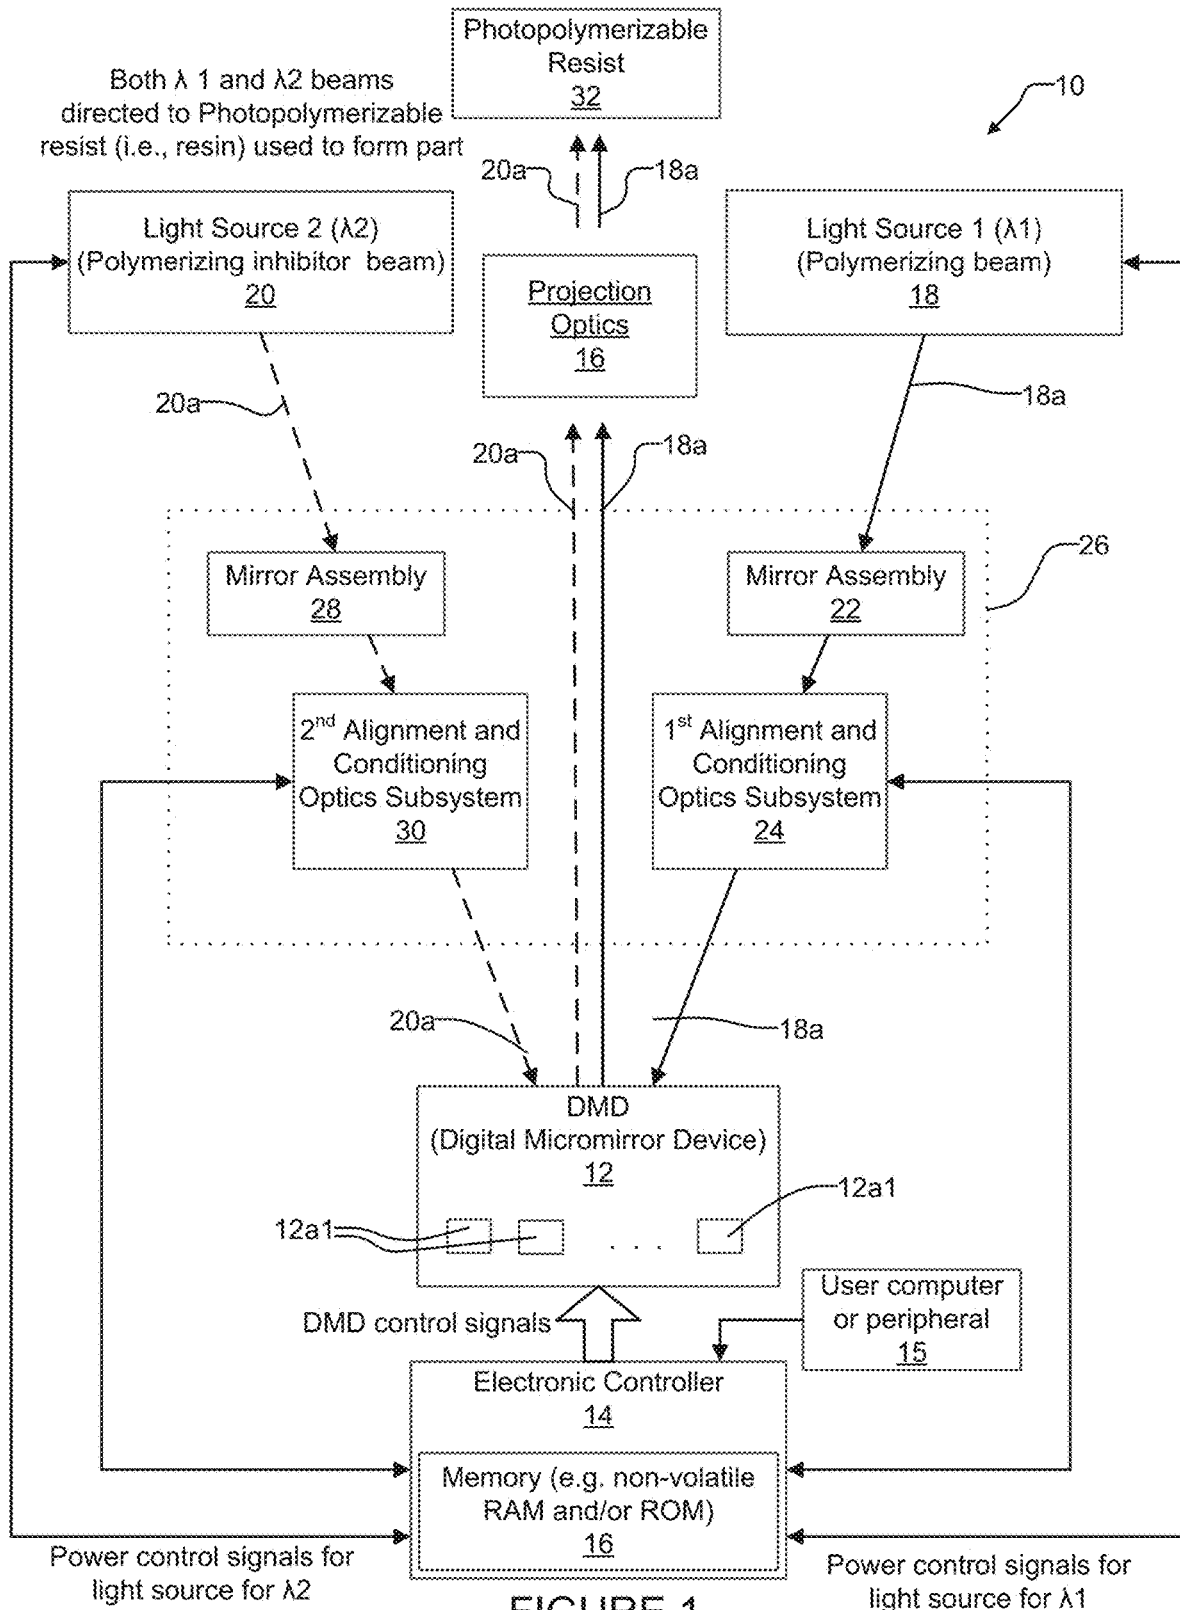 Photopolymerizable
Resist
32
Both λ 1 and λ2 beams
directed to Photopolymerizable
resist (i.e., resin) used to form part
10
20a
18a
Light Source 2 (λ2)
(Polymerizing inhibitor beam)
20
Projection
Optics
16
Light Source 1 (λ1)
(Polymerizing beam)
18
20a
18a
20a
18a
26
Mirror Assembly
28
Mirror Assembly
22
2nd Alignment and
Conditioning
Optics Subsystem
30
1st Alignment and
Conditioning
Optics Subsystem
24
20a
18a
DMD
(Digital Micromirror Device)
12
12a1
12a1
. . .
DMD control signals
User computer
or peripheral
15
Electronic Controller
14
Memory (e.g. non-volatile
RAM and/or ROM)
16
Power control signals for
light source for λ2
Power control signals for
light source for λ1
FIGURE 1